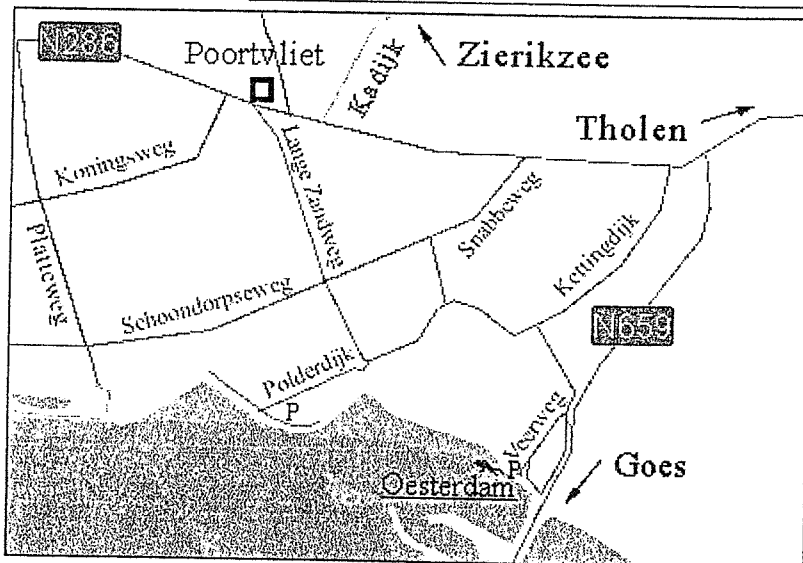 N286
Poortvliet
Kadijk
Zierikzee
Tholen
Koningsweg
Lange Zandweg
Snabbeweg
Kettingdijk
Platteweg
Schoondorpseweg
N659
Polderdijk
P
Veerweg
P
Goes
Oesterdam